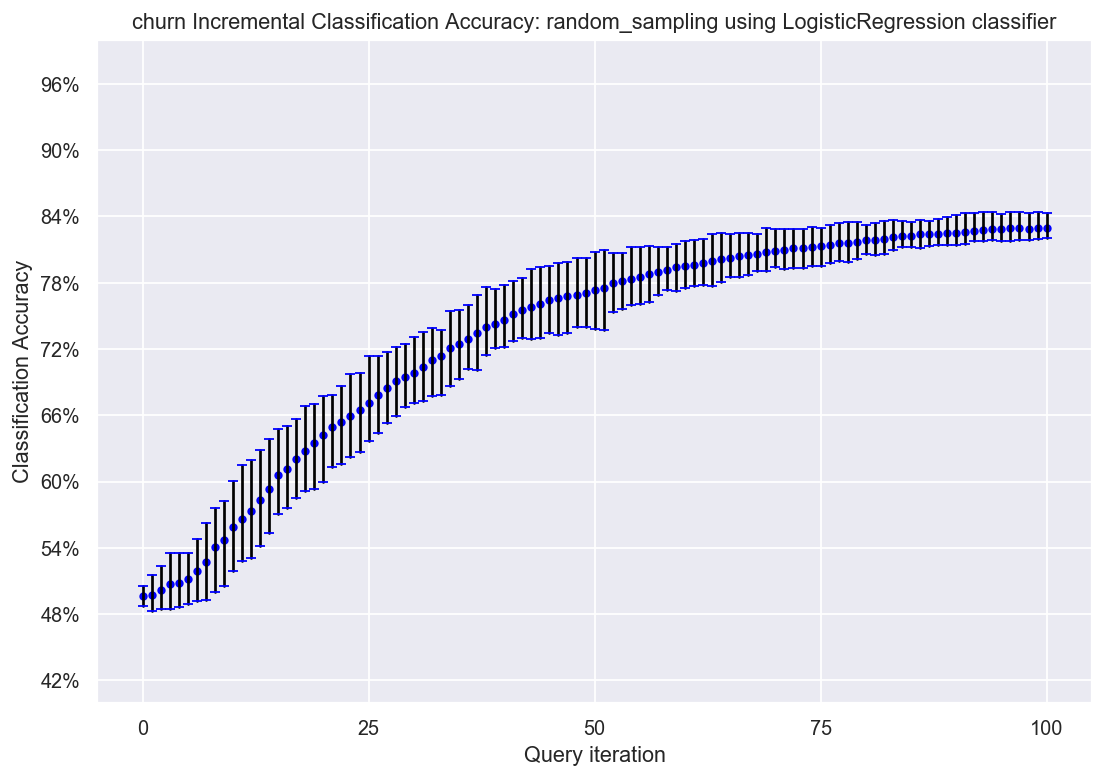 churn Incremental Classification Accuracy: random_sampling using LogisticRegression classifier
96%
90%
84%
78%
72%
66%
60%
54%
48%
42%
Classification Accuracy
0 25 50 75 100
Query iteration